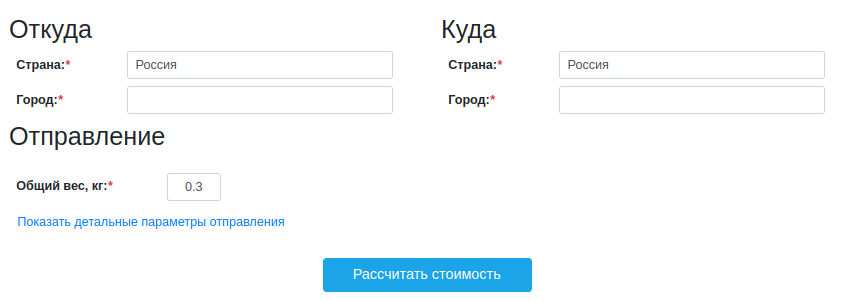 Откуда
Куда
Страна:* Россия
Страна:* Россия
Город:*
Город:*
Отправление
Общий вес, кг:* 0.3
Показать детальные параметры отправления
Рассчитать стоимость